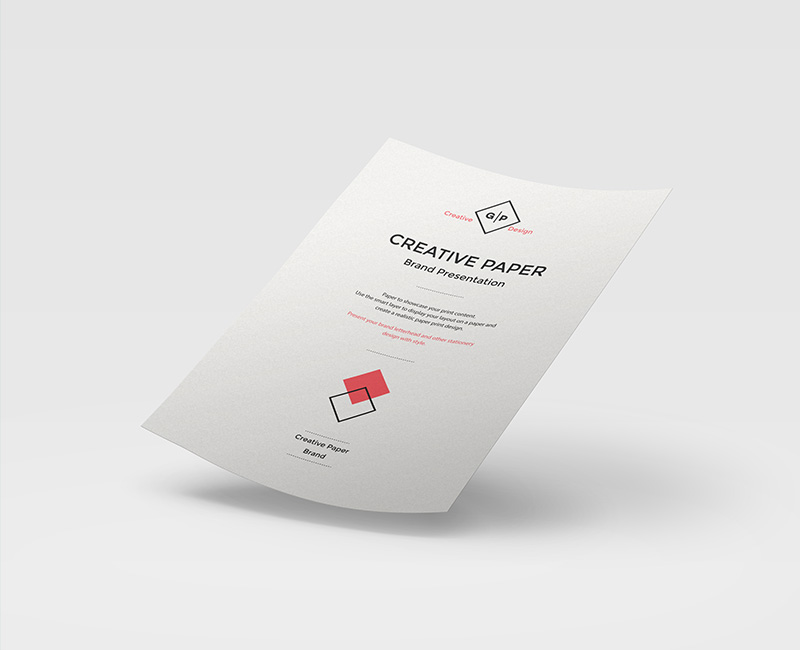 Creative G/P Design
CREATIVE PAPER
Brand Presentation
Paper to showcase your print content.
Use the smart layer to display your layout on a paper and
create a realistic paper print design.
Present your brand letterhead and other stationery
design with style.
Creative Paper
Brand